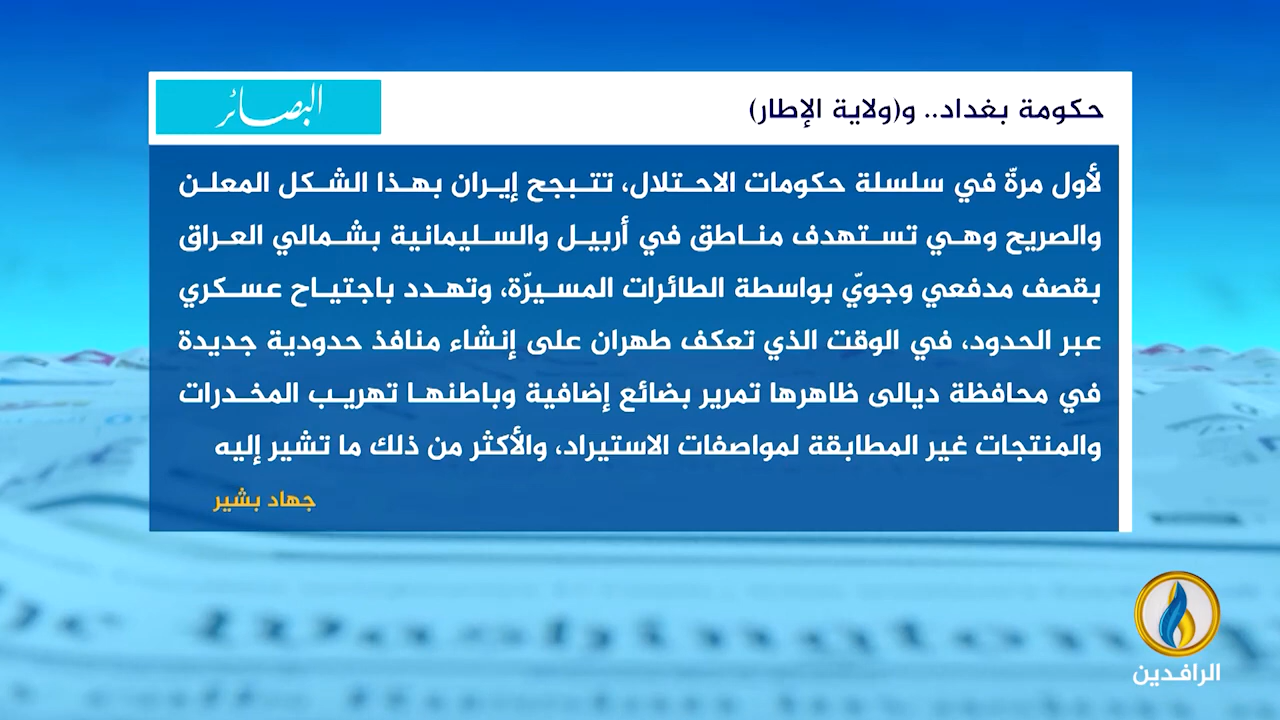 البصائر
حكومة بغداد.. و(ولاية الإطار)
لأول مرّة في سلسلة حكومات الاحتلال، تتبجح إيران بهذا الشكل المعلن
والصريح وهي تستهدف مناطق في أربيل والسليمانية بشمالي العراق
بقصف مدفعي وجويّ بواسطة الطائرات المسيرّة، وتهدد باجتياح عسكري
عبر الحدود، في الوقت الذي تعكف طهران على إنشاء منافذ حدودية جديدة
في محافظة ديالى ظاهرها تمرير بضائع إضافية وباطنها تهريب المخدرات
والمنتجات غير المطابقة لمواصفات الاستيراد، والأكثر من ذلك ما تشير إليه
جهاد بشير
الرافدين